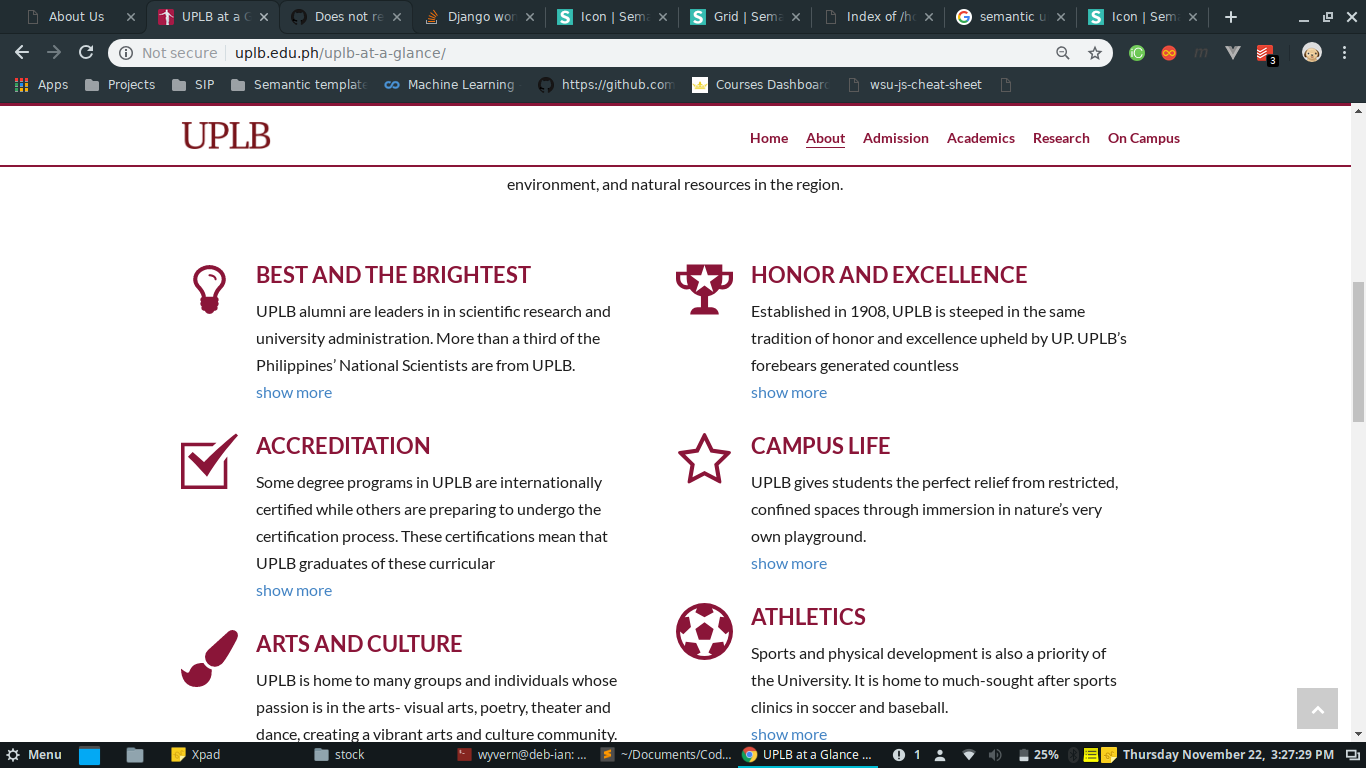 About Us
UPLB at a G
Does not re
Django wor
Icon | Sema
Grid | Sema
Index of /ho
semantic u
Icon | Sema
Not secure
uplb.edu.ph/uplb-at-a-glance/
3
Apps
Projects
SIP
Semantic template
Machine Learning
https://github.com
Courses Dashboard
wsu-js-cheat-sheet
UPLB
Home
About
Admission
Academics
Research
On Campus
environment, and natural resources in the region.
BEST AND THE BRIGHTEST
UPLB alumni are leaders in in scientific research and
university administration. More than a third of the
Philippines’ National Scientists are from UPLB.
show more
HONOR AND EXCELLENCE
Established in 1908, UPLB is steeped in the same
tradition of honor and excellence upheld by UP. UPLB’s
forebears generated countless
show more
ACCREDITATION
Some degree programs in UPLB are internationally
certified while others are preparing to undergo the
certification process. These certifications mean that
UPLB graduates of these curricular
show more
CAMPUS LIFE
UPLB gives students the perfect relief from restricted,
confined spaces through immersion in nature’s very
own playground.
show more
ARTS AND CULTURE
UPLB is home to many groups and individuals whose
passion is in the arts- visual arts, poetry, theater and
dance, creating a vibrant arts and culture community.
ATHLETICS
Sports and physical development is also a priority of
the University. It is home to much-sought after sports
clinics in soccer and baseball.
show more
Menu
Xpad
stock
wyvern@deb-ian: ...
~/Documents/Cod...
UPLB at a Glance ...
1
25%
Thursday November 22, 3:27:29 PM